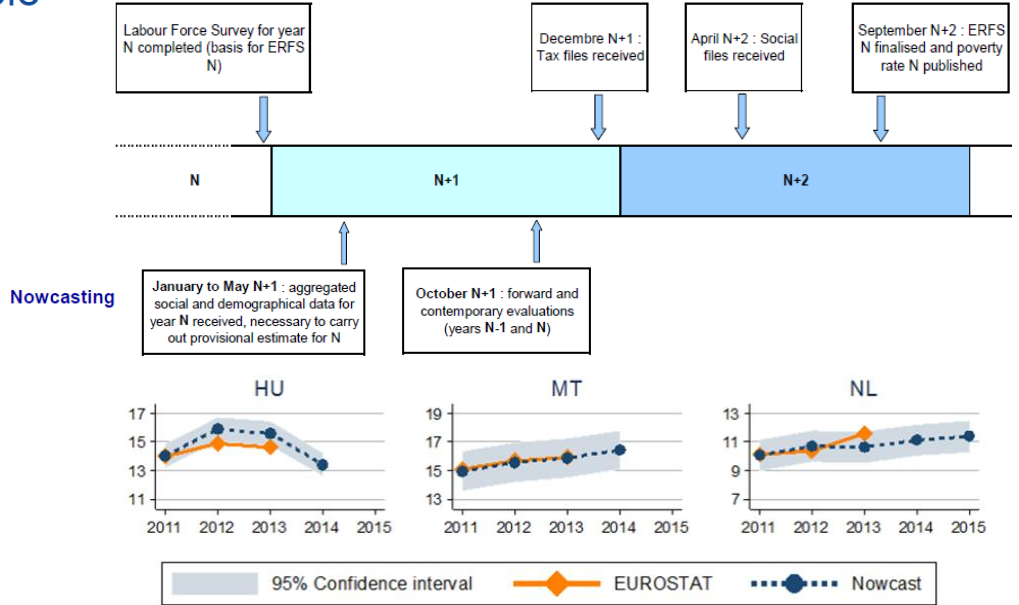 Labour Force Survey for year
N completed (basis for ERFS
N)
Decembre N+1 :
Tax files received
April N+2 : Social
files received
September N+2 : ERFS
N finalised and poverty
rate N published
N
N+1
N+2
Nowcasting
January to May N+1 : aggregated
social and demographical data for
year N received, necessary to carry
out provisional estimate for N
October N+1 : forward and
contemporary evaluations
(years N-1 and N)
HU
17
15
13
11
2011 2012 2013 2014 2015
MT
19
17
15
13
2011 2012 2013 2014 2015
NL
13
11
9
7
2011 2012 2013 2014 2015
95% Confidence interval EUROSTAT Nowcast